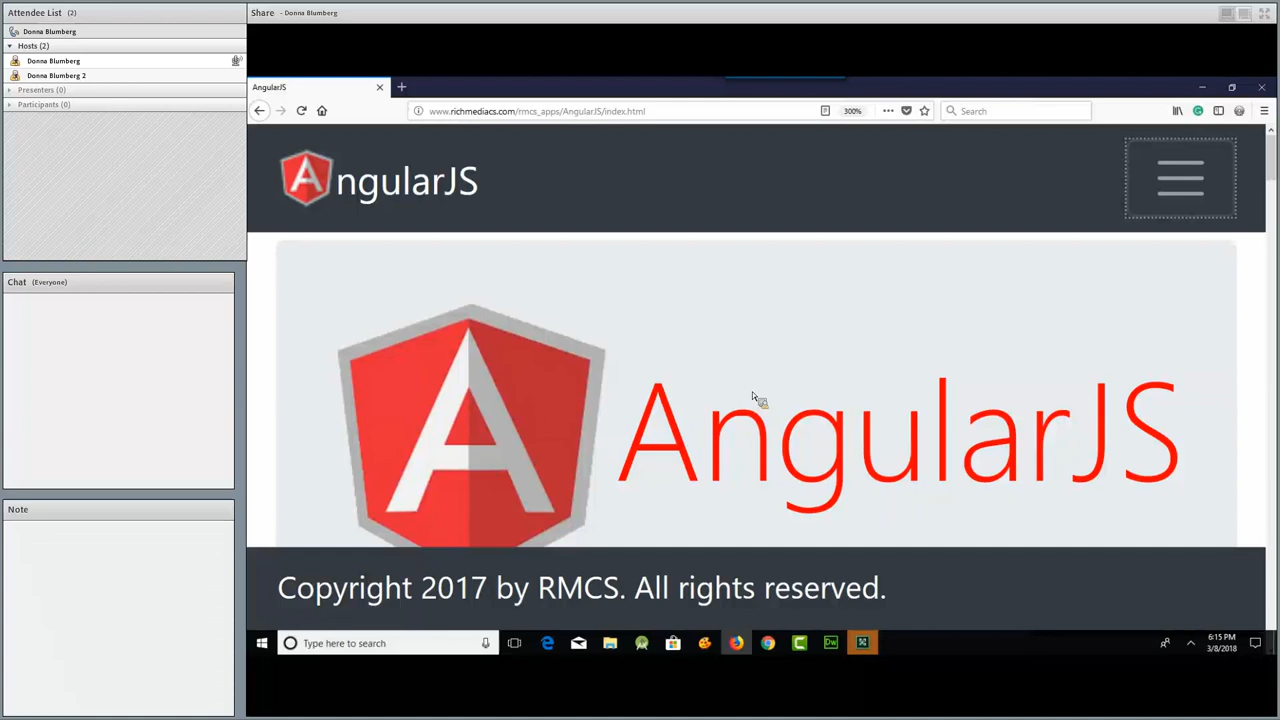 Attendee List (2)
Donna Blumberg
Hosts (2)
Donna Blumberg
Donna Blumberg 2
Presenters (0)
Participants (0)
Chat (Everyone)
Note
Share - Donna Blumberg
AngularJS
www.richmediacs.com/rmcs_apps/AngularJS/index.html
300%
Search
AngularJS
A
AngularJS
Copyright 2017 by RMCS. All rights reserved.
Type here to search
Dw
6:15 PM
3/8/2018